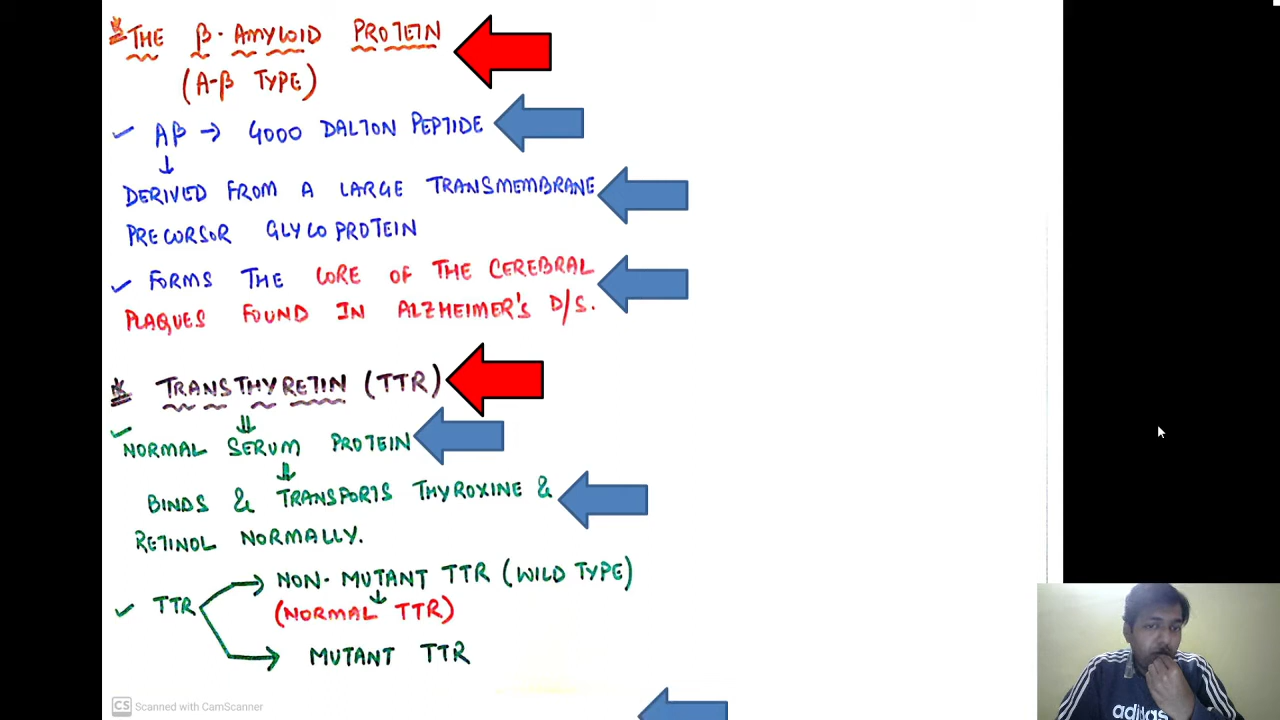 THE β-AMYLOID PROTEIN
(A-β TYPE)
Aβ → 4000 DALTON PEPTIDE
↓
DERIVED FROM A LARGE TRANSMEMBRANE
PRECURSOR GLYCOPROTEIN
FORMS THE CORE OF THE CEREBRAL
PLAQUES FOUND IN ALZHEIMER'S D/S.
TRANSTHYRETIN (TTR)
NORMAL SERUM PROTEIN
BINDS & TRANSPORTS THYROXINE &
RETINOL NORMALLY.
NON-MUTANT TTR (WILD TYPE)
TTR
(NORMAL TTR)
MUTANT TTR
CS Scanned with CamScanner
adidas